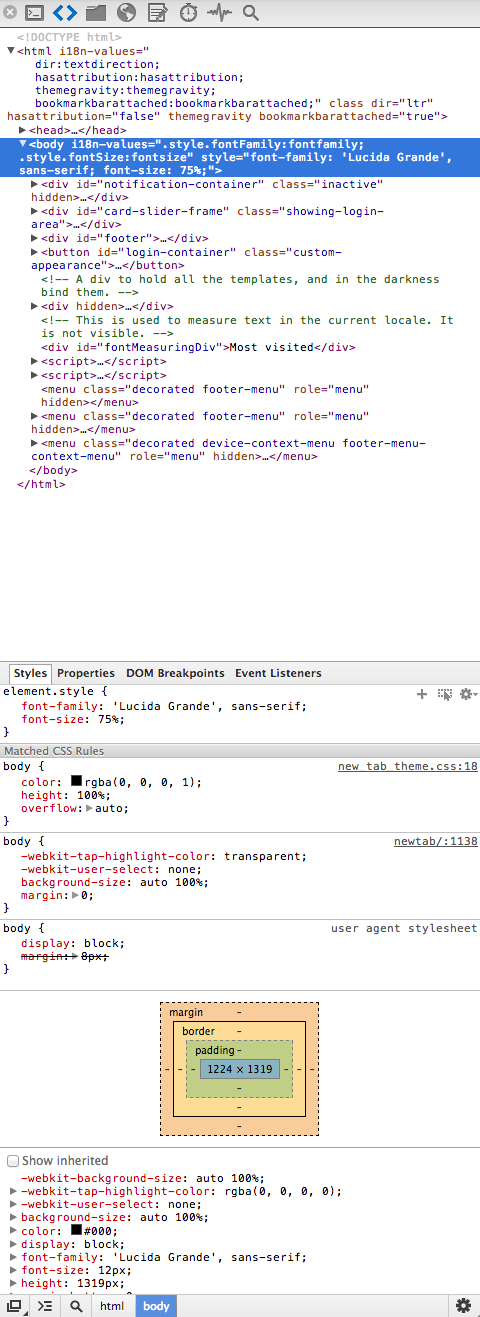 <!DOCTYPE html>
<html i18n-values="
dir:textdirection;
hasattribution:hasattribution;
themegravity:themegravity;
bookmarkbarattached:bookmarkbarattached;" class dir="ltr"
hasattribution="false" themegravity bookmarkbarattached="true">
<head>…</head>
<body i18n-values=".style.fontFamily:fontfamily;
.style.fontSize:fontsize" style="font-family: 'Lucida Grande',
sans-serif; font-size: 75%;">
<div id="notification-container" class="inactive"
hidden>…</div>
<div id="card-slider-frame" class="showing-login-
area">…</div>
<div id="footer">…</div>
<button id="login-container" class="custom-
appearance">…</button>
<!-- A div to hold all the templates, and in the darkness
bind them. -->
<div hidden>…</div>
<!-- This is used to measure text in the current locale. It
is not visible. -->
<div id="fontMeasuringDiv">Most visited</div>
<script>…</script>
<script>…</script>
<menu class="decorated footer-menu" role="menu"
hidden></menu>
<menu class="decorated footer-menu" role="menu"
hidden>…</menu>
<menu class="decorated device-context-menu footer-menu-
context-menu" role="menu" hidden>…</menu>
</body>
</html>
Styles Properties DOM Breakpoints Event Listeners
element.style {
font-family: 'Lucida Grande', sans-serif;
font-size: 75%;
}
Matched CSS Rules
body { new_tab_theme.css:18
color: rgba(0, 0, 0, 1);
height: 100%;
overflow: auto;
}
body { newtab/:1138
-webkit-tap-highlight-color: transparent;
-webkit-user-select: none;
background-size: auto 100%;
margin: 0;
}
body { user agent stylesheet
display: block;
margin: 8px;
}
margin -
border -
padding -
- - - 1224 × 1319 - - -
-
-
-
Show inherited
-webkit-background-size: auto 100%;
-webkit-tap-highlight-color: rgba(0, 0, 0, 0);
-webkit-user-select: none;
background-size: auto 100%;
color: #000;
display: block;
font-family: 'Lucida Grande', sans-serif;
font-size: 12px;
height: 1319px;
html body